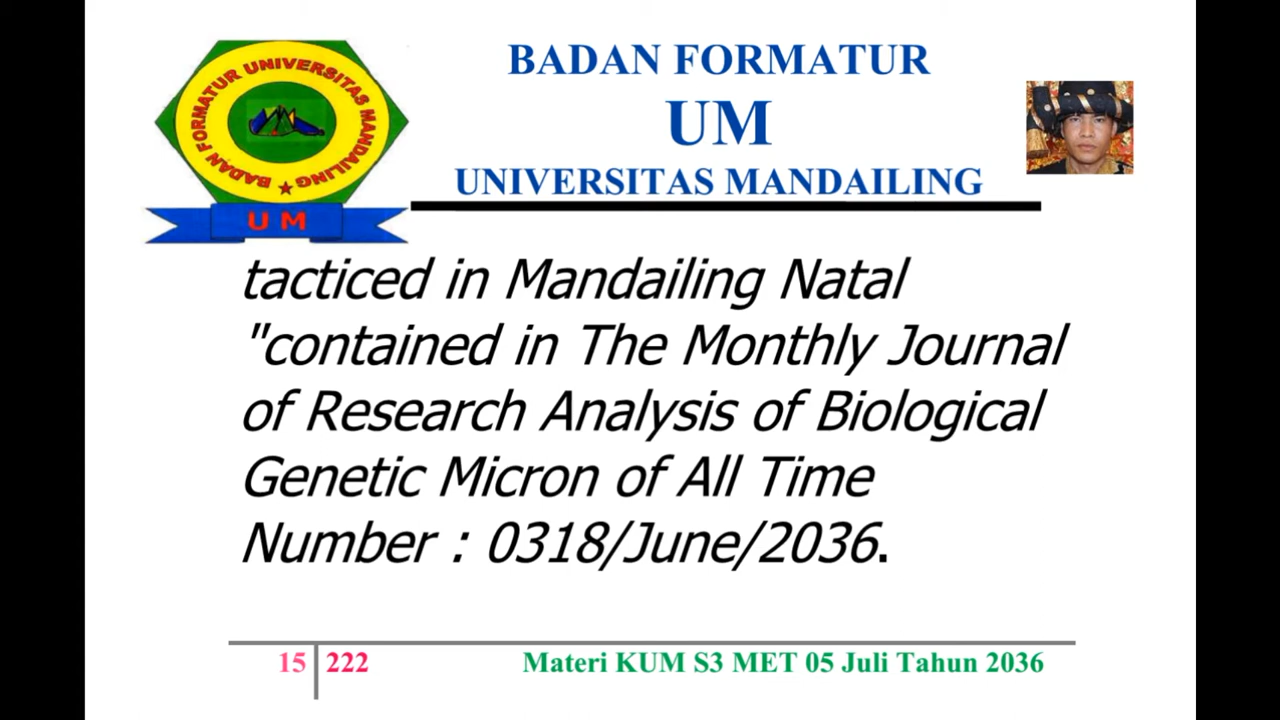 BADAN FORMATUR UNIVERSITAS MANDAILING
U M
BADAN FORMATUR
UM
UNIVERSITAS MANDAILING
tacticed in Mandailing Natal
"contained in The Monthly Journal
of Research Analysis of Biological
Genetic Micron of All Time
Number : 0318/June/2036.
15 222
Materi KUM S3 MET 05 Juli Tahun 2036